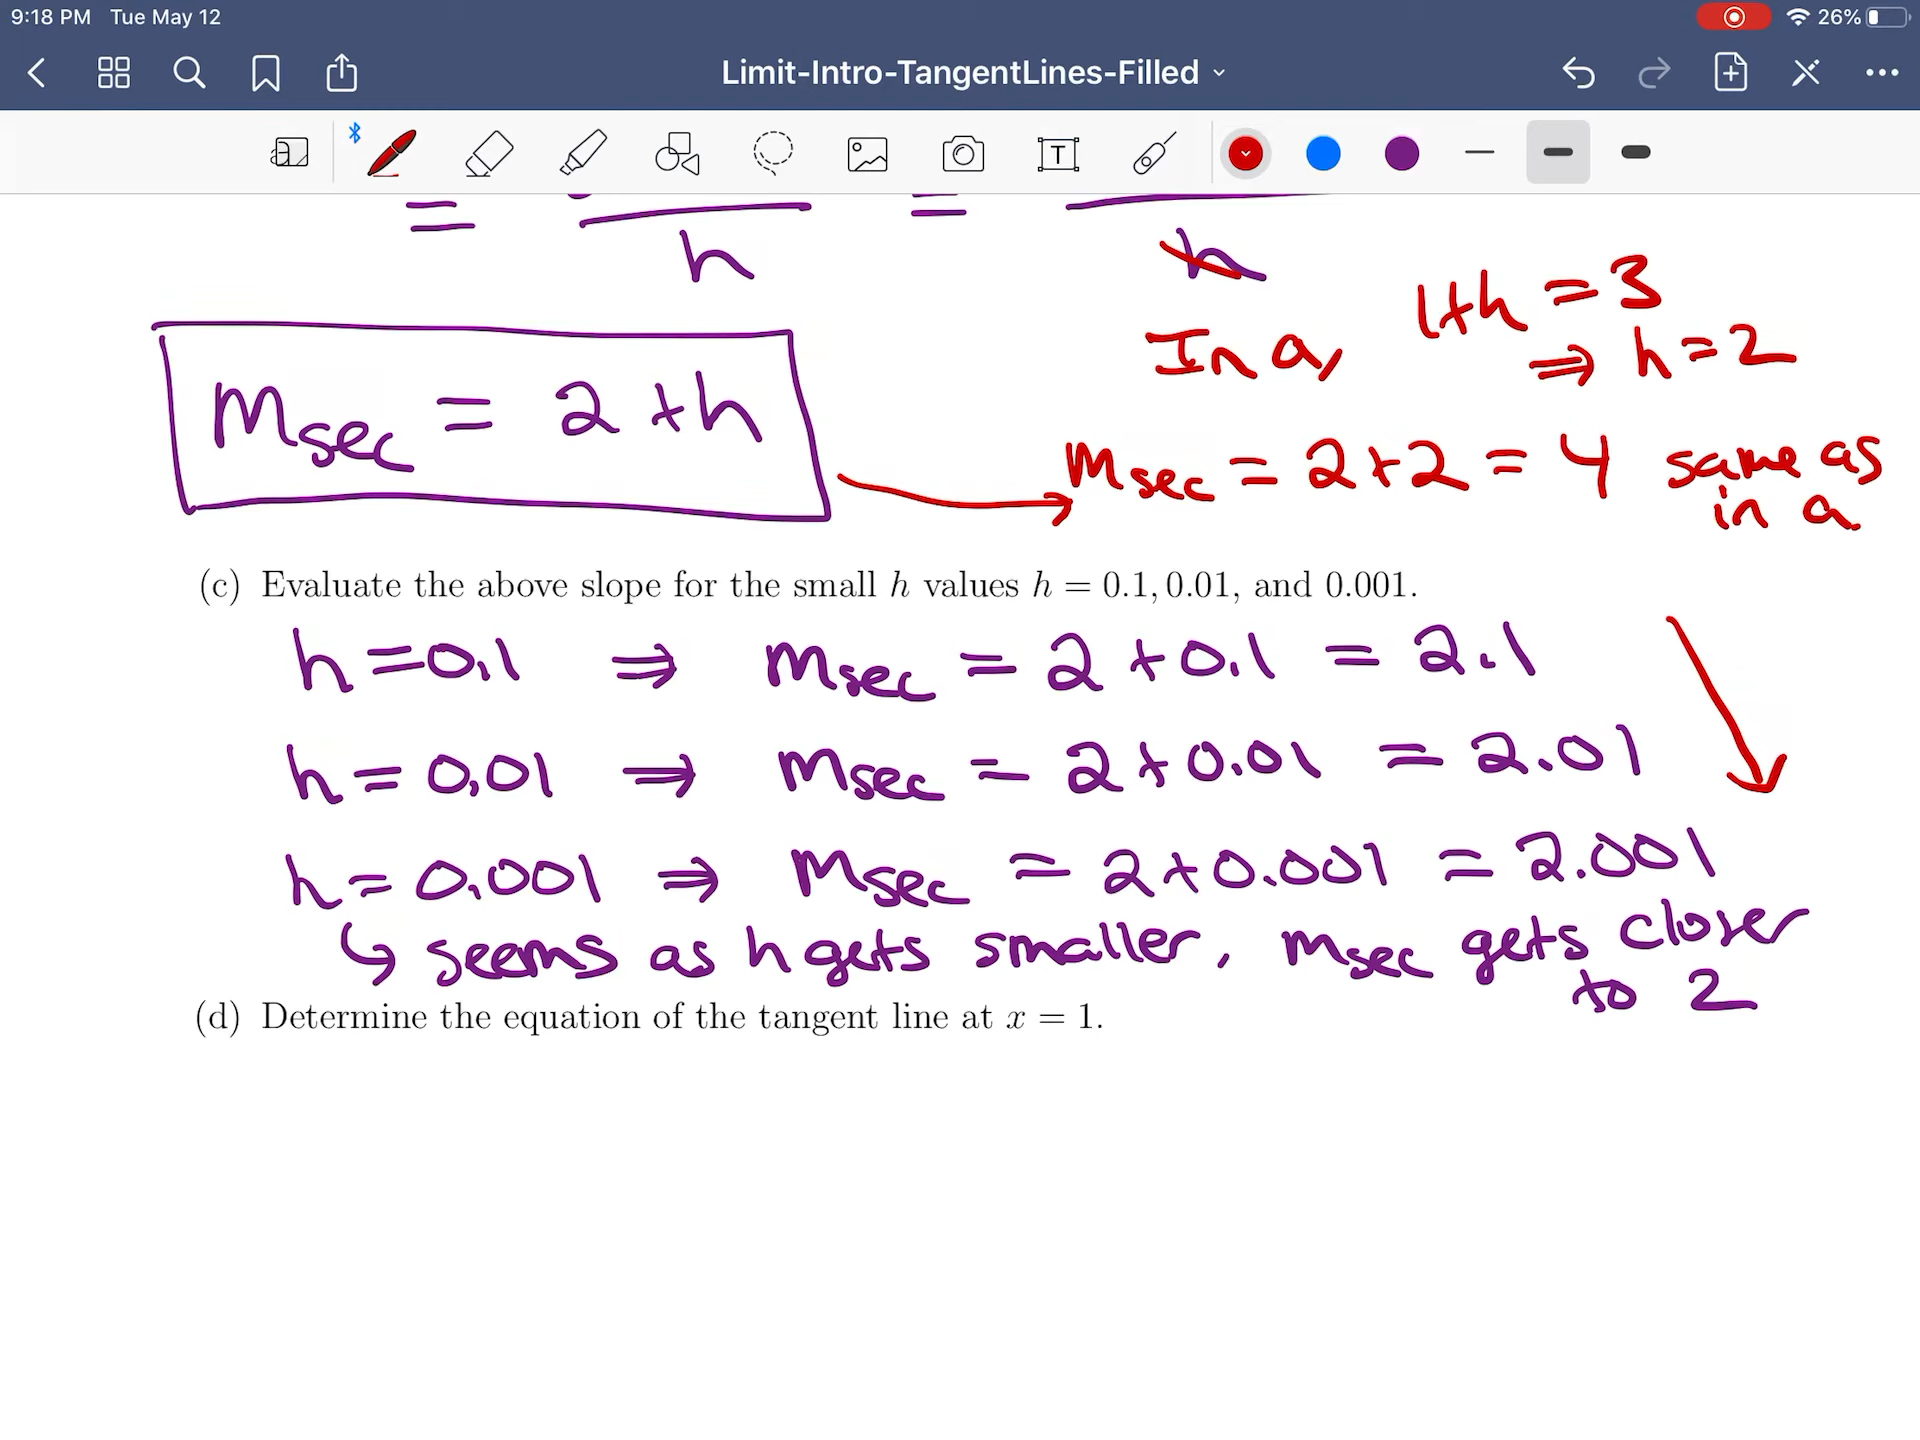 9:18 PM Tue May 12
26%
Limit-Intro-TangentLines-Filled
a
T
= =
h h
1+h = 3
In a, ⇒ h = 2
Msec = 2 + h
Msec = 2+2 = 4 same as
in a
(c) Evaluate the above slope for the small h values h = 0.1, 0.01, and 0.001.
h = 0.1 ⇒ Msec = 2 + 0.1 = 2.1
h = 0.01 ⇒ Msec = 2 + 0.01 = 2.01
h = 0.001 ⇒ Msec = 2 + 0.001 = 2.001
↳ seems as h gets smaller, Msec gets closer
to 2
(d) Determine the equation of the tangent line at x = 1.